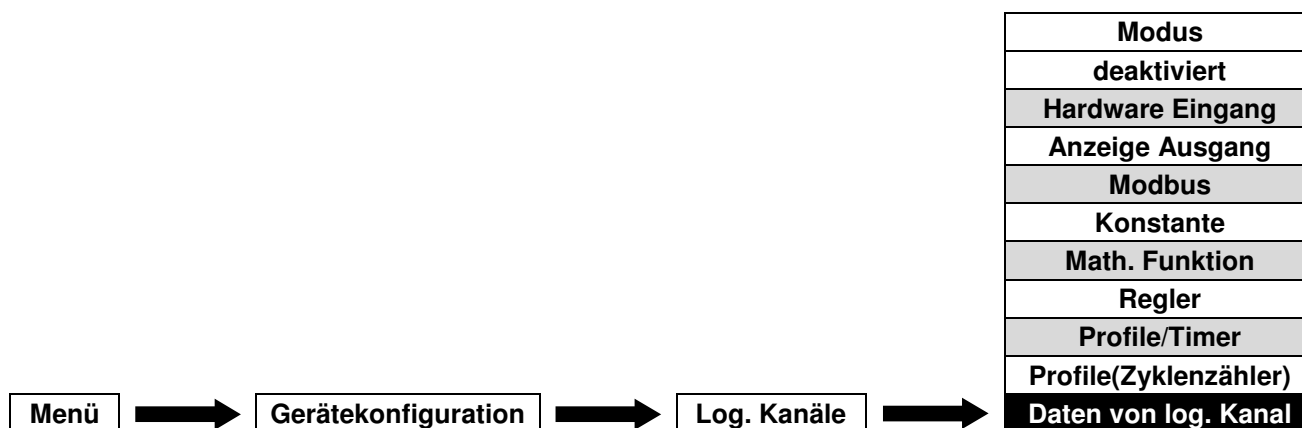 Modus
deaktiviert
Hardware Eingang
Anzeige Ausgang
Modbus
Konstante
Math. Funktion
Regler
Profile/Timer
Profile(Zyklenzähler)
Menü Gerätekonfiguration Log. Kanäle Daten von log. Kanal